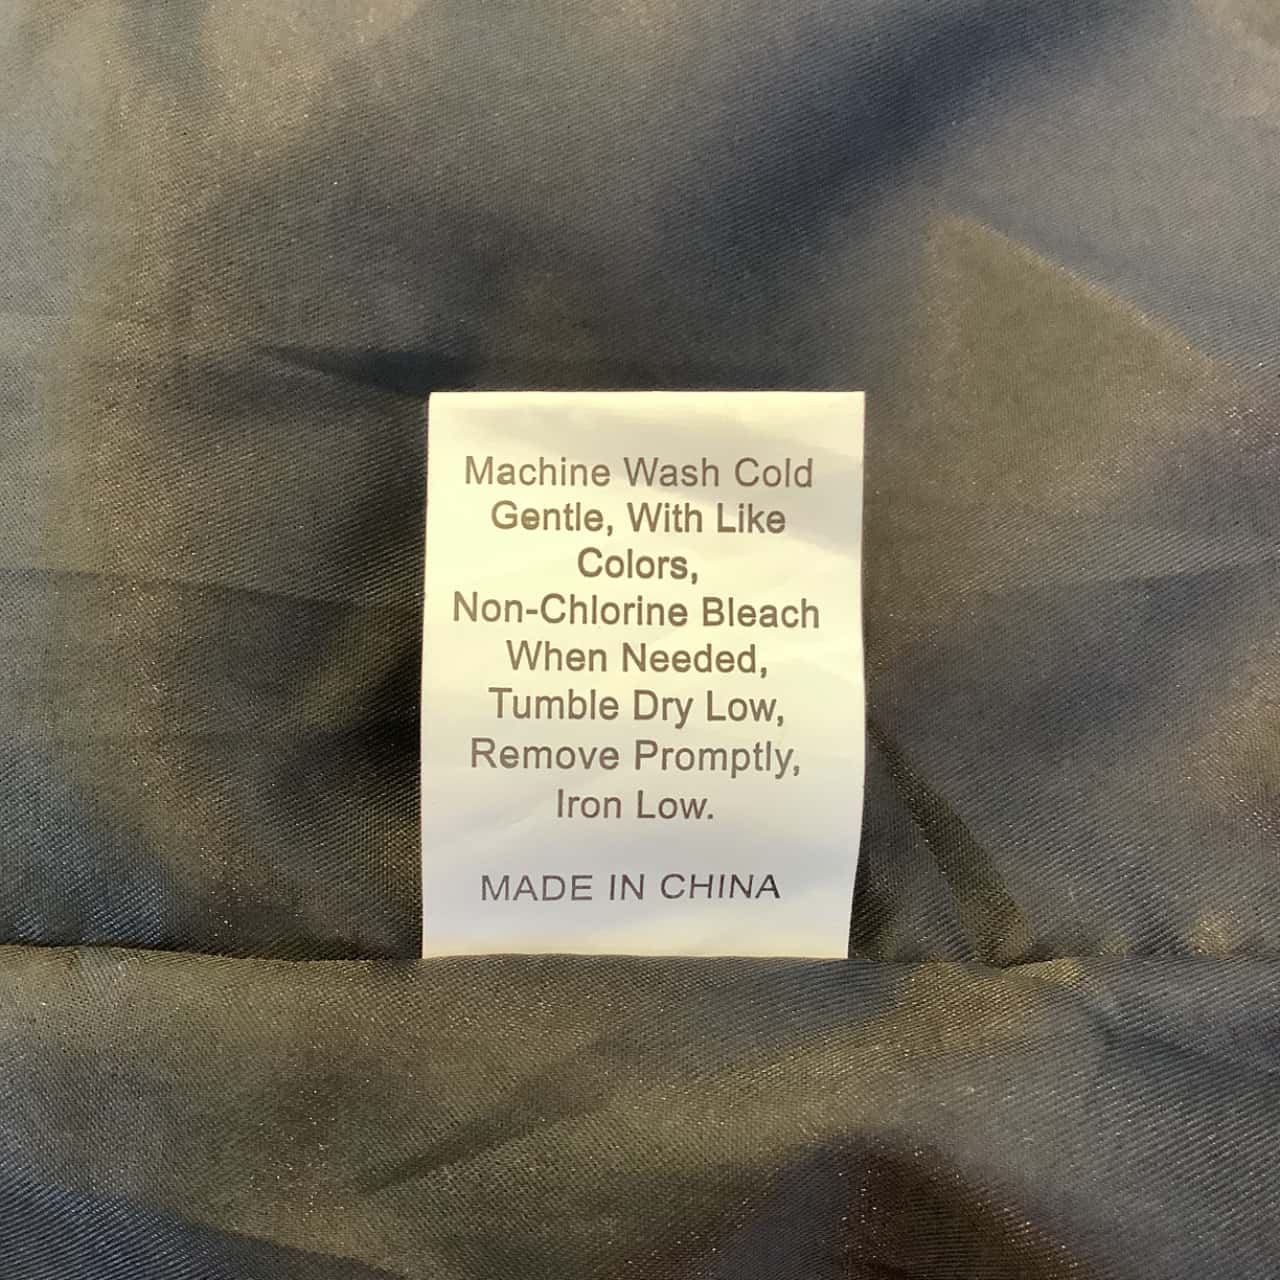 Machine Wash Cold
Gentle, With Like
Colors,
Non-Chlorine Bleach
When Needed,
Tumble Dry Low,
Remove Promptly,
Iron Low.
MADE IN CHINA